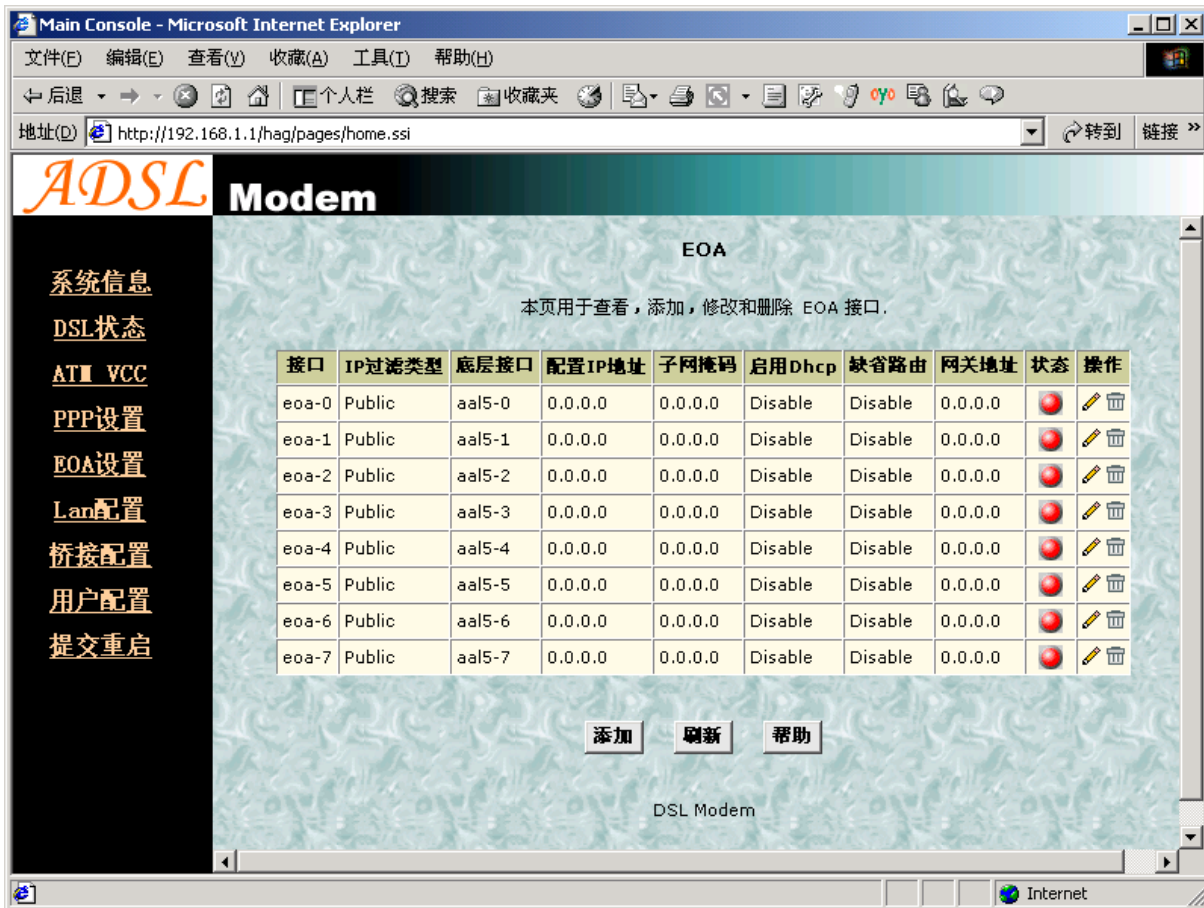 Main Console - Microsoft Internet Explorer
文件(F) 编辑(E) 查看(V) 收藏(A) 工具(T) 帮助(H)
后退 个人栏 搜索 收藏夹
地址(D) http://192.168.1.1/hag/pages/home.ssi 转到 链接 »
ADSL Modem
系统信息
DSL状态
ATM VCC
PPP设置
EOA设置
Lan配置
桥接配置
用户配置
提交重启
EOA
本页用于查看，添加，修改和删除 EOA 接口.
接口 IP过滤类型 底层接口 配置IP地址 子网掩码 启用Dhcp 缺省路由 网关地址 状态 操作
eoa-0 Public aal5-0 0.0.0.0 0.0.0.0 Disable Disable 0.0.0.0
eoa-1 Public aal5-1 0.0.0.0 0.0.0.0 Disable Disable 0.0.0.0
eoa-2 Public aal5-2 0.0.0.0 0.0.0.0 Disable Disable 0.0.0.0
eoa-3 Public aal5-3 0.0.0.0 0.0.0.0 Disable Disable 0.0.0.0
eoa-4 Public aal5-4 0.0.0.0 0.0.0.0 Disable Disable 0.0.0.0
eoa-5 Public aal5-5 0.0.0.0 0.0.0.0 Disable Disable 0.0.0.0
eoa-6 Public aal5-6 0.0.0.0 0.0.0.0 Disable Disable 0.0.0.0
eoa-7 Public aal5-7 0.0.0.0 0.0.0.0 Disable Disable 0.0.0.0
添加 刷新 帮助
DSL Modem
Internet